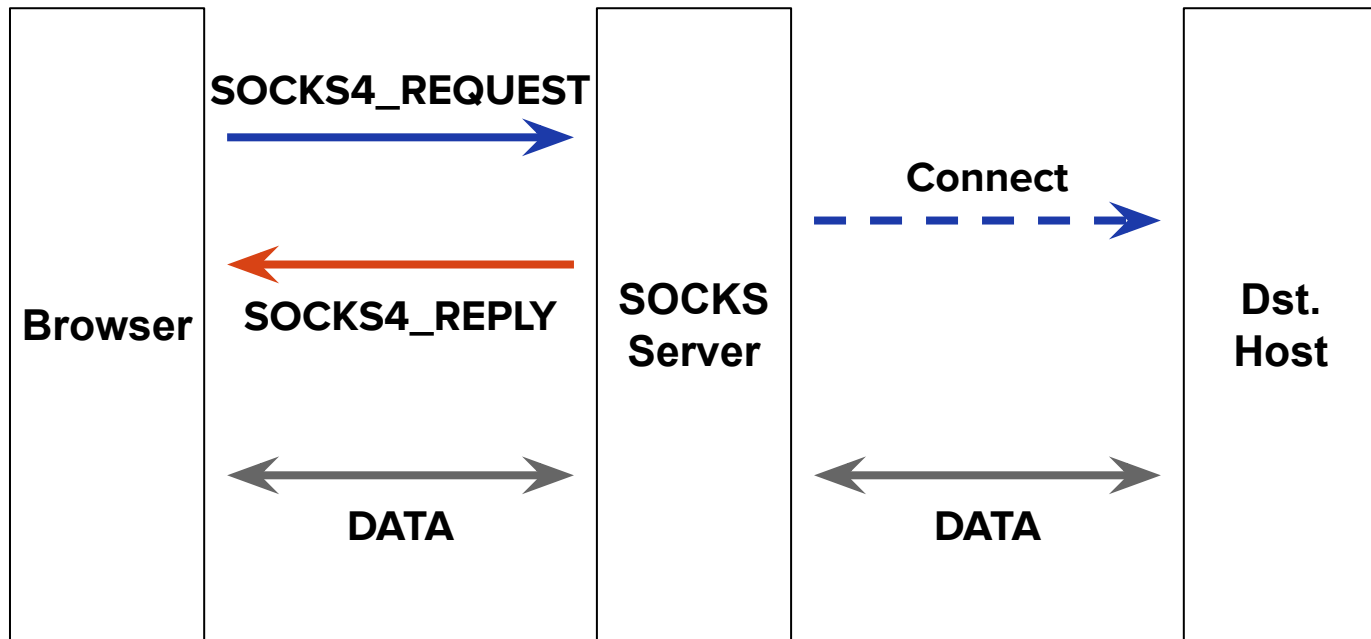 SOCKS4_REQUEST
Connect
Browser
SOCKS4_REPLY
SOCKS
Server
Dst.
Host
DATA
DATA